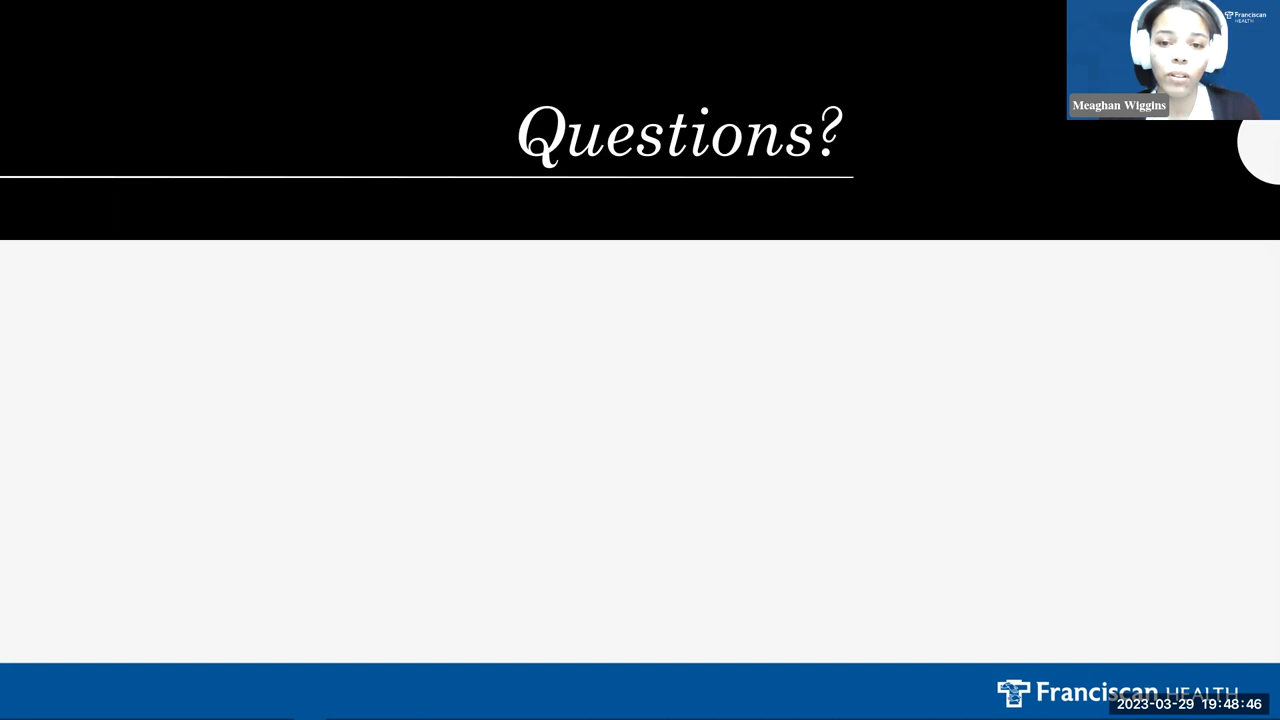 Franciscan
HEALTH
Meaghan Wiggins
Questions?
Franciscan HEALTH
2023-03-29 19:48:46